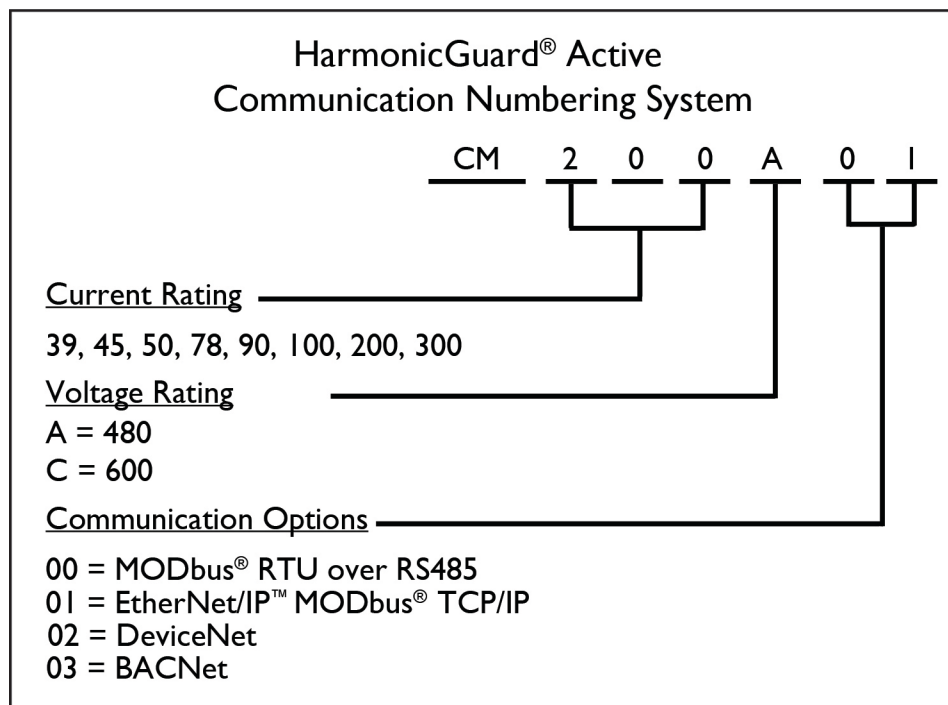 HarmonicGuard® Active
Communication Numbering System
CM 2 0 0 A 0 1
Current Rating
39, 45, 50, 78, 90, 100, 200, 300
Voltage Rating
A = 480
C = 600
Communication Options
00 = MODbus® RTU over RS485
01 = EtherNet/IP™ MODbus® TCP/IP
02 = DeviceNet
03 = BACNet